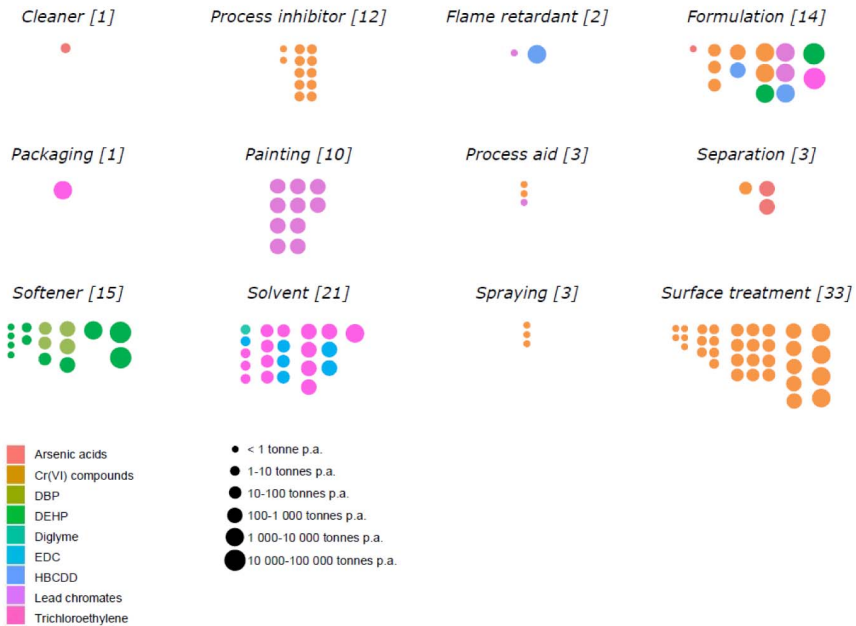 Cleaner [1]
Process inhibitor [12]
Flame retardant [2]
Formulation [14]
Packaging [1]
Painting [10]
Process aid [3]
Separation [3]
Softener [15]
Solvent [21]
Spraying [3]
Surface treatment [33]
Arsenic acids
Cr(VI) compounds
DBP
DEHP
Diglyme
EDC
HBCDD
Lead chromates
Trichloroethylene
< 1 tonne p.a.
1-10 tonnes p.a.
10-100 tonnes p.a.
100-1 000 tonnes p.a.
1 000-10 000 tonnes p.a.
10 000-100 000 tonnes p.a.